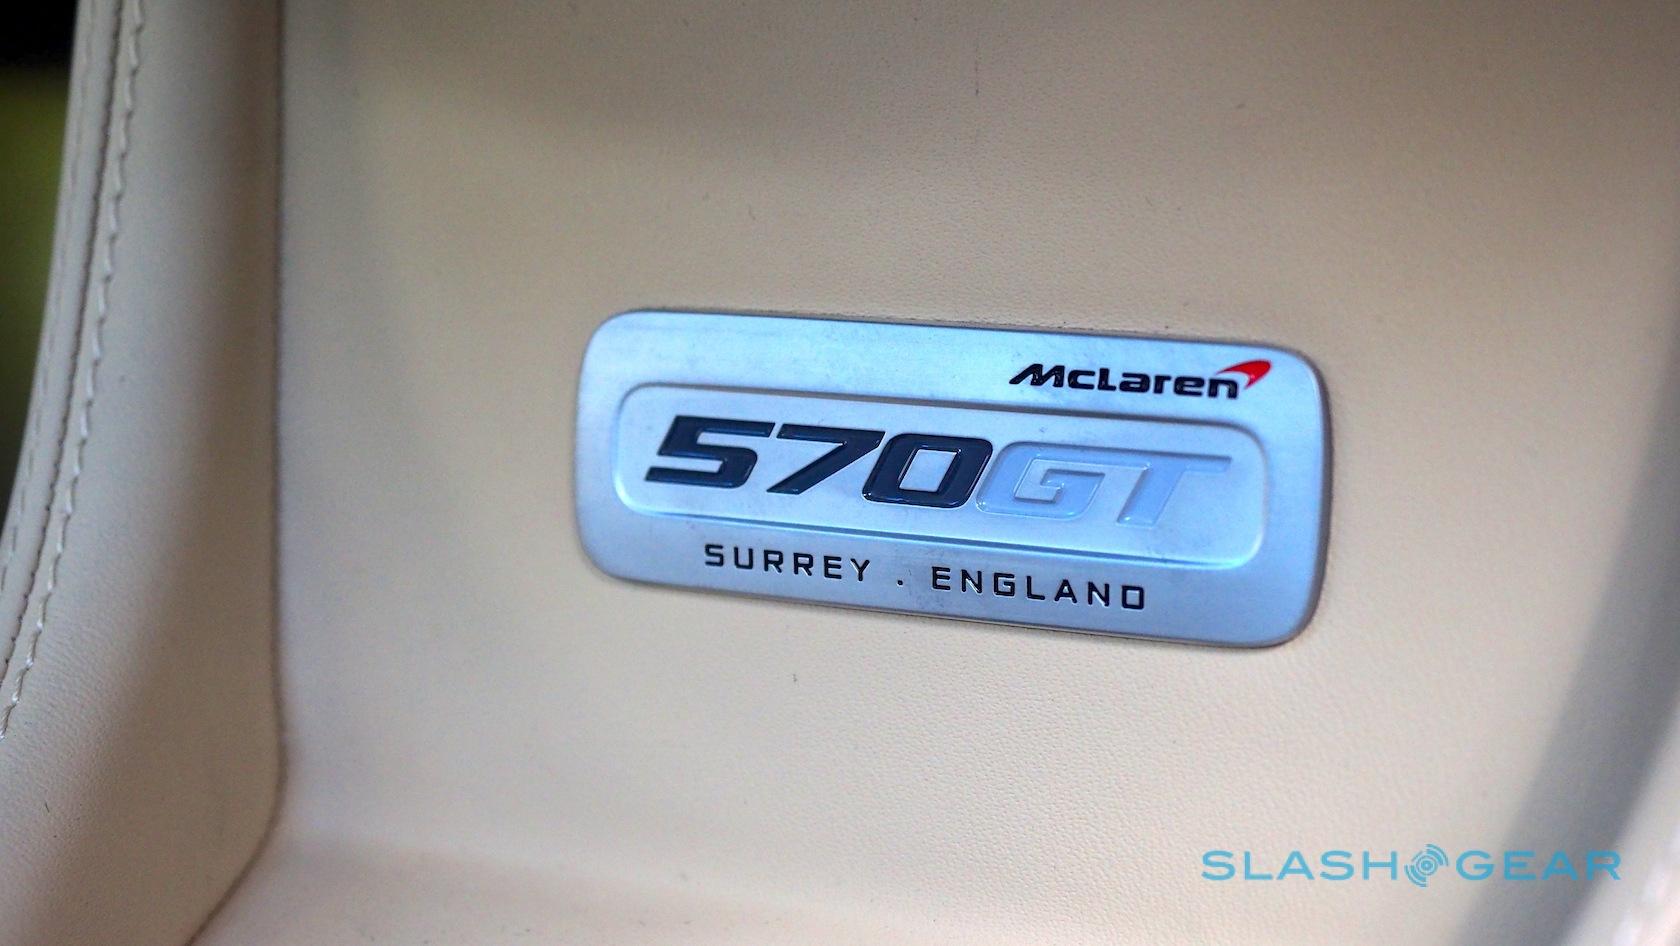 McLaren
570GT
SURREY . ENGLAND
SLASHGEAR